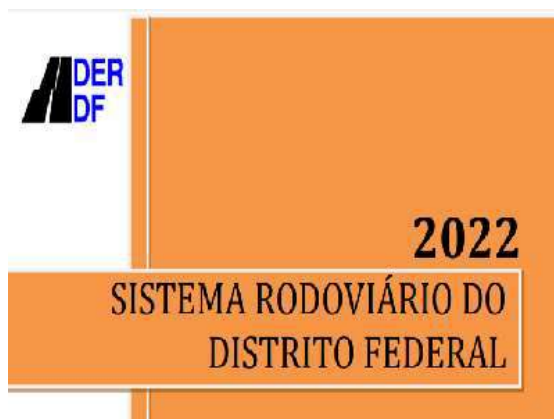 DER
DF
2022
SISTEMA RODOVIÁRIO DO
DISTRITO FEDERAL